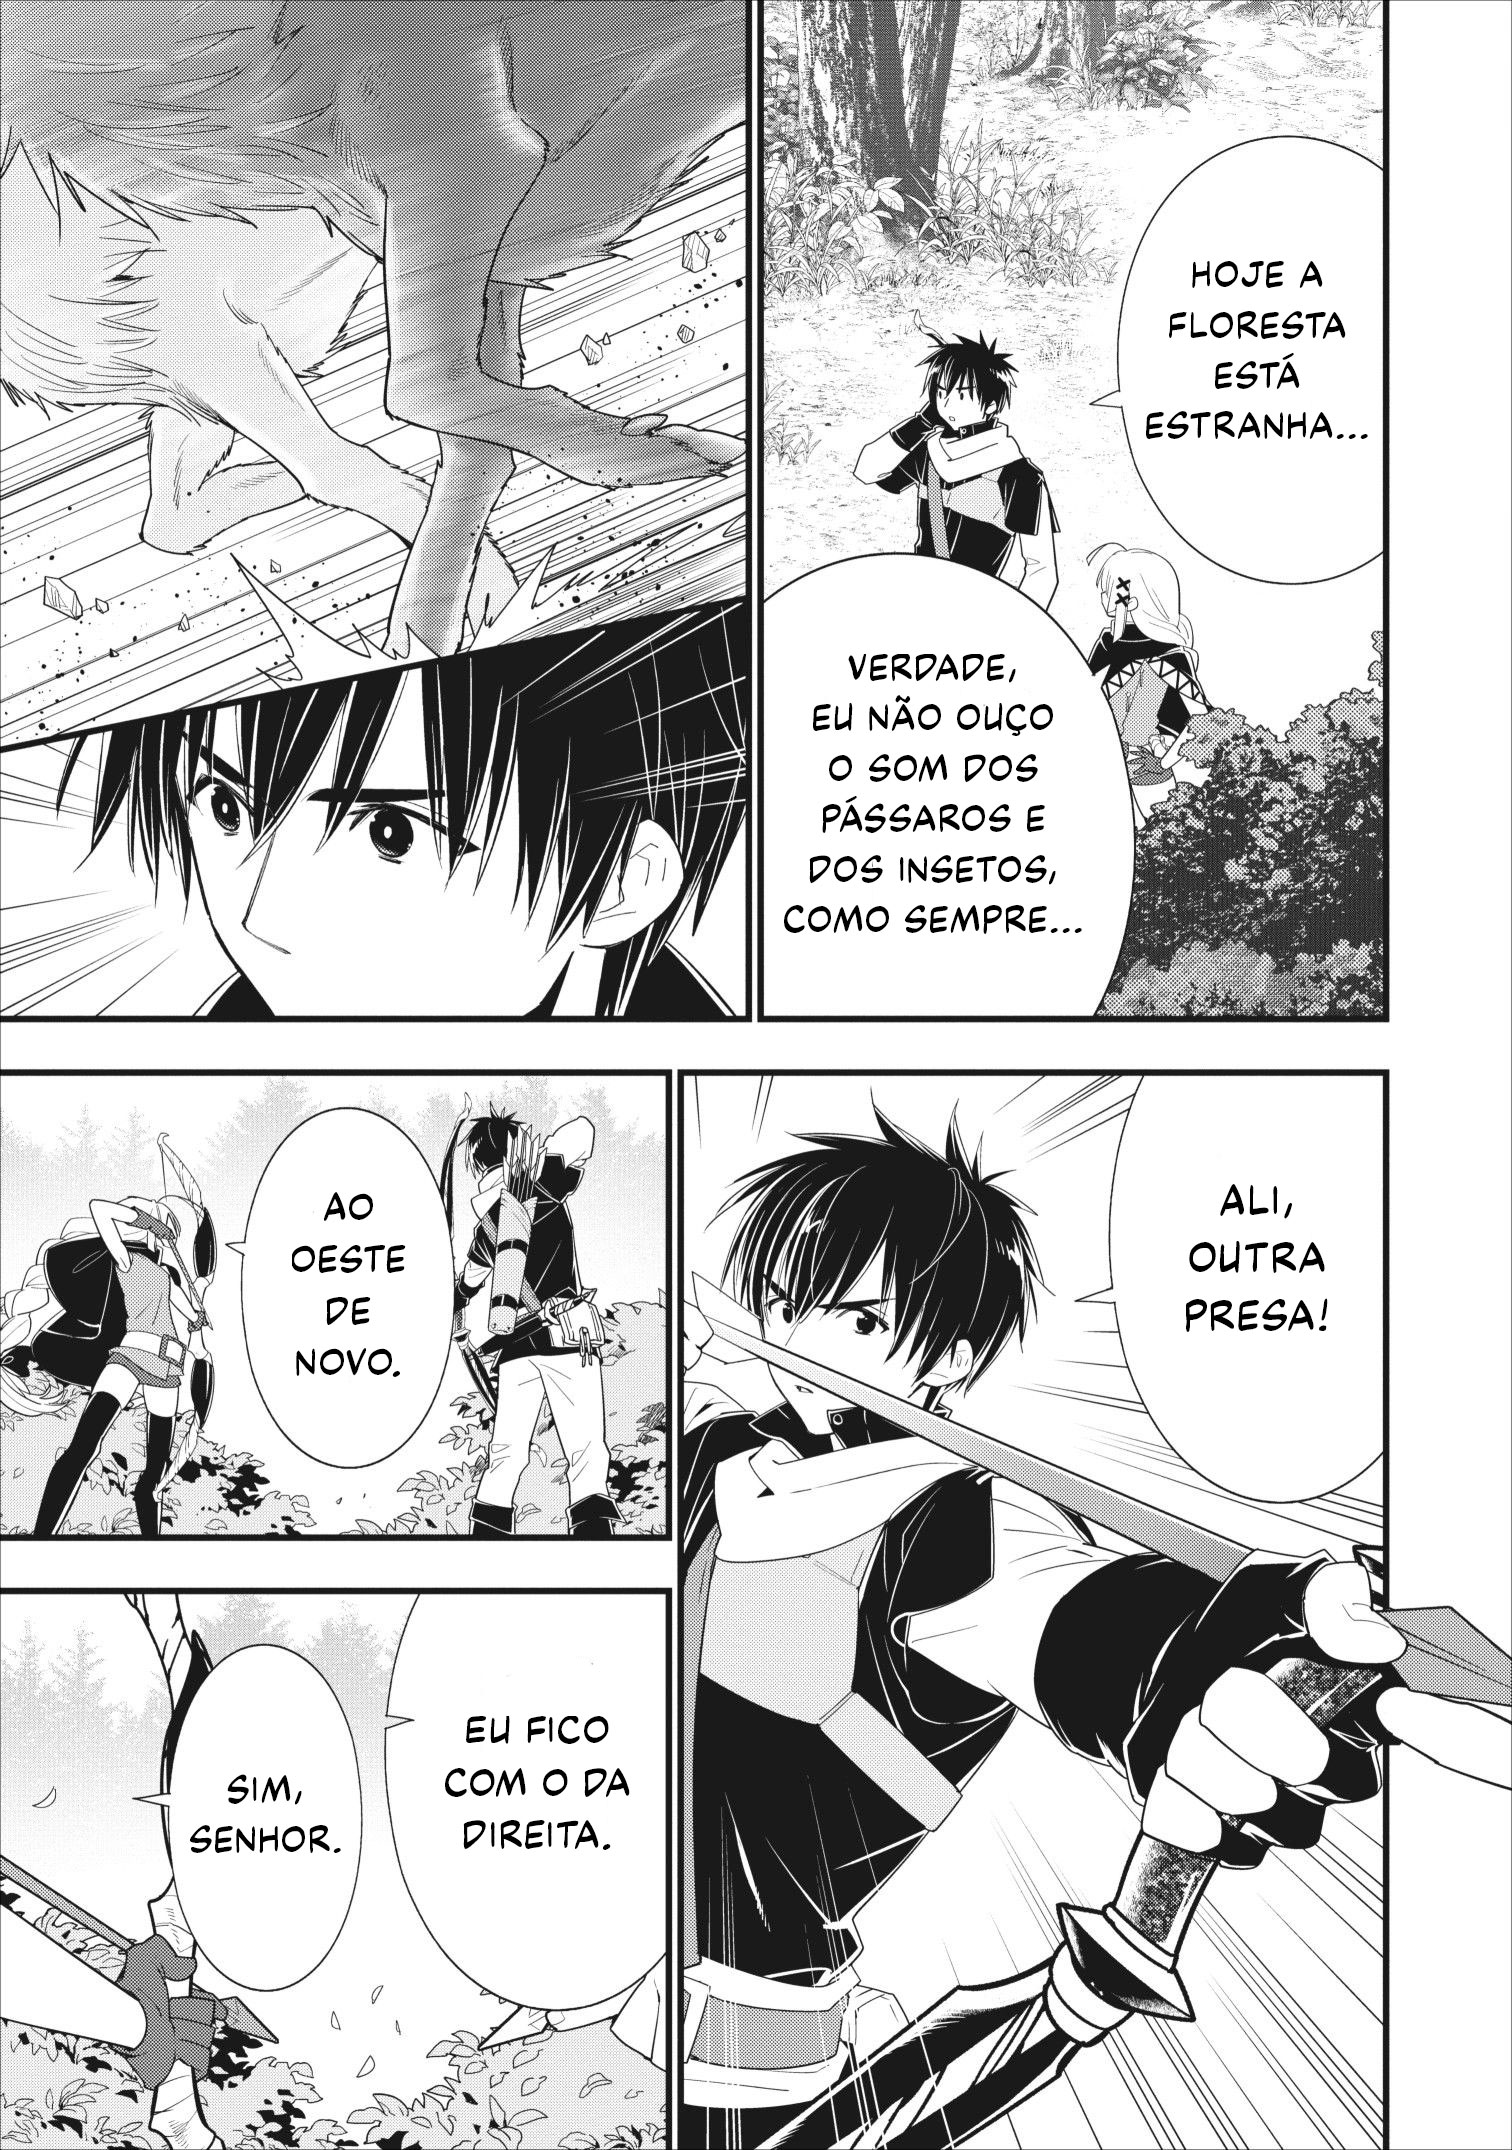 HOJE A
FLORESTA
ESTÁ
ESTRANHA...
VERDADE,
EU NÃO OUÇO
O SOM DOS
PÁSSAROS E
DOS INSETOS,
COMO SEMPRE...
ALI,
OUTRA
PRESA!
AO
OESTE
DE
NOVO.
EU FICO
COM O DA
DIREITA.
SIM,
SENHOR.